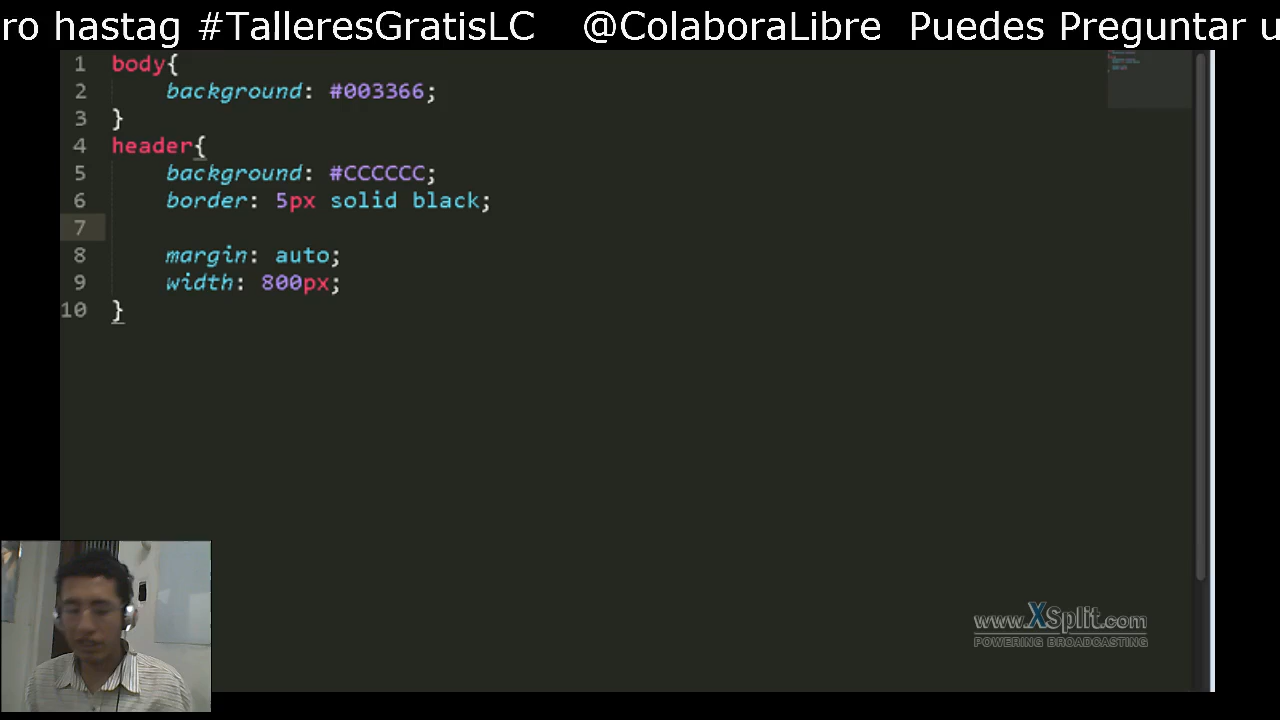 ro hastag #TalleresGratisLC @ColaboraLibre Puedes Preguntar u
1 body{
2 background: #003366;
3 }
4 header{
5 background: #CCCCCC;
6 border: 5px solid black;
7
8 margin: auto;
9 width: 800px;
10 }
www.XSplit.com
POWERING BROADCASTING